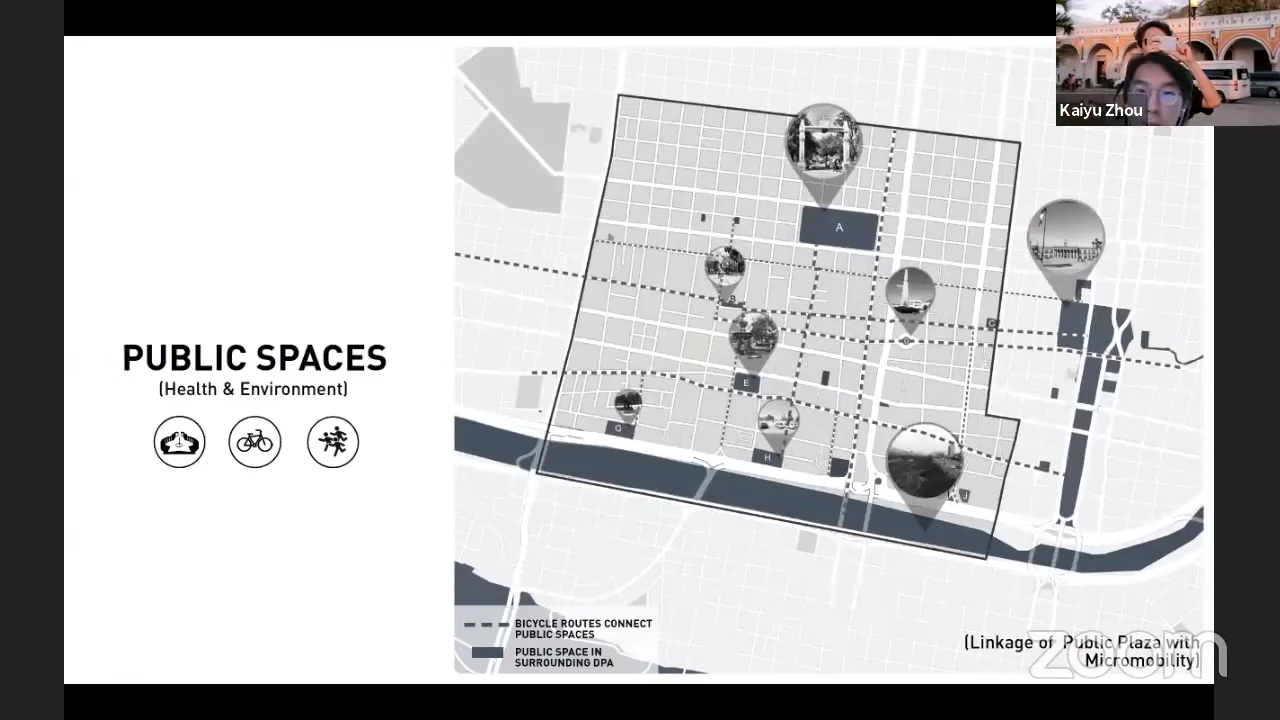 Kaiyu Zhou
PUBLIC SPACES
(Health & Environment)
A
B
C
D
E
G
H
J
BICYCLE ROUTES CONNECT
PUBLIC SPACES
PUBLIC SPACE IN
SURROUNDING DPA
(Linkage of Public Plaza with
Micromobility)
zoom